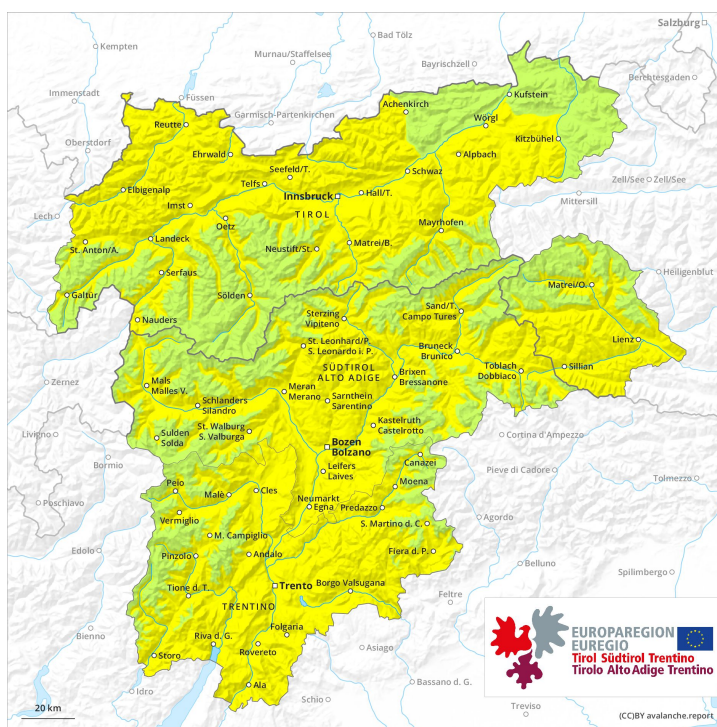 Salzburg
Kempten
Bad Tölz
Murnau/Staffelsee
Bayrischzell
Berchtesgaden
Immenstadt
Füssen
Garmisch-Partenkirchen
Achenkirch
Kufstein
Reutte
Wörgl
Oberstdorf
Ehrwald
Kitzbühel
Alpbach
Seefeld/T.
Schwaz
Zell/See
Zell/See
Telfs
Elbigenalp
Innsbruck
Hall/T.
Mittersill
Imst
TIROL
Lech
Oetz
Mayrhofen
Landeck
Neustift/St.
Matrei/B.
St. Anton/A.
Serfaus
Heiligenblut
Matrei/O.
Galtür
Sölden
Sand/T.
Campo Tures
Nauders
Sterzing
Vipiteno
Lienz
St. Leonhard/P.
S. Leonardo i. P.
Bruneck
Brunico
Toblach
Dobbiaco
Sillian
SÜDTIROL
ALTO ADIGE
Brixen
Bressanone
Zernez
Mals
Malles V.
Meran
Merano
Schlanders
Silandro
Sarnthein
Sarentino
Kastelruth
Castelrotto
St. Walburg
S. Valburga
Livigno
Sulden
Solda
Bozen
Bolzano
Cortina d'Ampezzo
Canazei
Bormio
Leifers
Laives
Pieve di Cadore
Tolmezzo
Peio
Moena
Poschiavo
Malè
Cles
Neumarkt
Egna
Predazzo
Vermiglio
Agordo
S. Martino d. C.
M. Campiglio
Edolo
Pinzolo
Andalo
Fiera d. P.
Belluno
Spilimbergo
Trento
Borgo Valsugana
Tione d. T.
Feltre
TRENTINO
Folgaria
Bienno
Riva d. G.
Rovereto
Storo
Asiago
Idro
Ala
Bassano d. G.
Schio
Treviso
EUROPAREGION
EUREGIO
Tirol Südtirol Trentino
Tirolo Alto Adige Trentino
20 km
(CC)BY avalanche.report